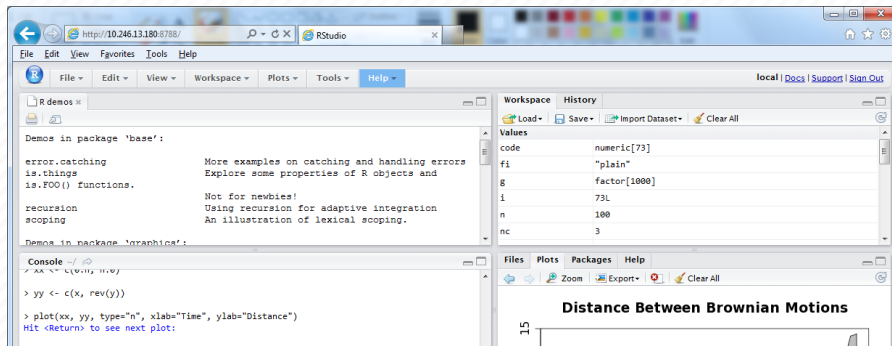 http://10.246.13.180:8788/
RStudio
File Edit View Favorites Tools Help
File Edit View Workspace Plots Tools Help
local | Docs | Support | Sign Out
R demos
Demos in package 'base':
error.catching More examples on catching and handling errors
is.things Explore some properties of R objects and
is.FOO() functions.
Not for newbies!
recursion Using recursion for adaptive integration
scoping An illustration of lexical scoping.
Demos in package 'graphics':
Workspace History
Load Save Import Dataset Clear All
Values
code numeric[73]
fi "plain"
g factor[1000]
i 73L
n 100
nc 3
Console ~/
> xx <- c(0:n, n:0)
> yy <- c(x, rev(y))
> plot(xx, yy, type="n", xlab="Time", ylab="Distance")
Hit <Return> to see next plot:
Files Plots Packages Help
Zoom Export Clear All
Distance Between Brownian Motions
15